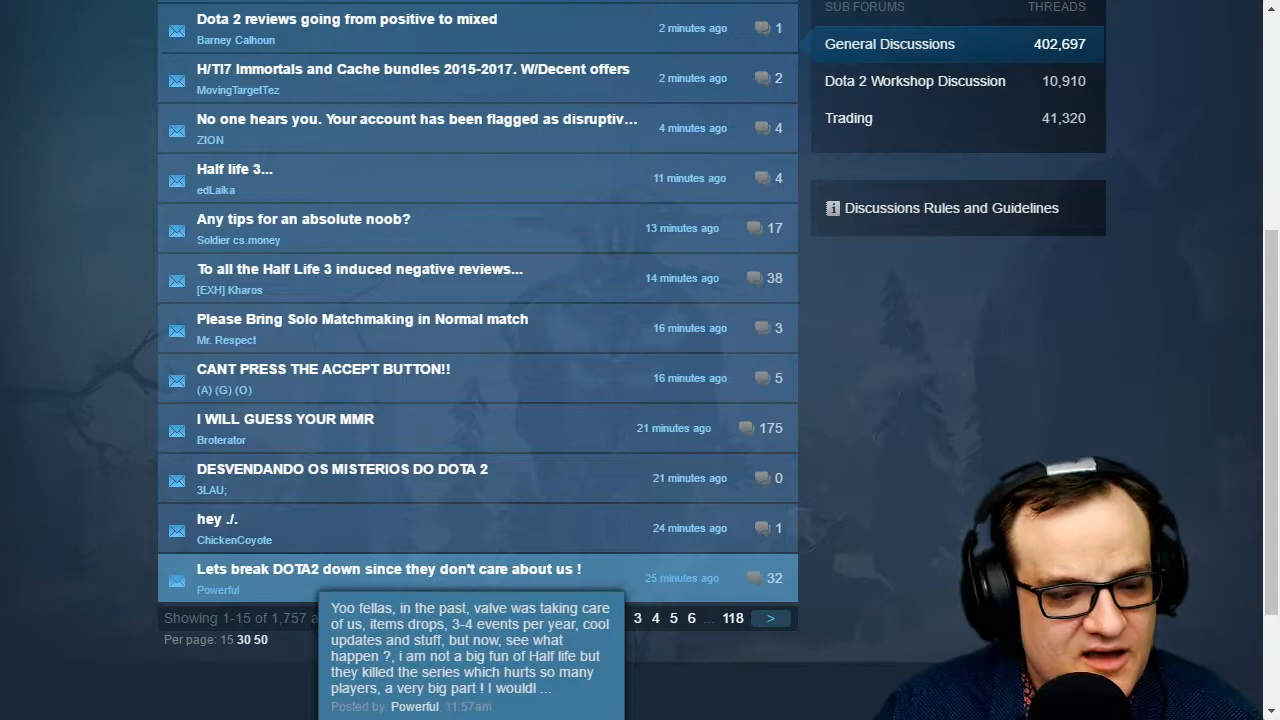 SUB FORUMS THREADS
Dota 2 reviews going from positive to mixed
2 minutes ago 1
Barney Calhoun
General Discussions 402,697
H/TI7 Immortals and Cache bundles 2015-2017. W/Decent offers
2 minutes ago 2
MovingTargetTez
Dota 2 Workshop Discussion 10,910
No one hears you. Your account has been flagged as disruptiv...
4 minutes ago 4
ZION
Trading 41,320
Half life 3...
11 minutes ago 4
edLaika
Discussions Rules and Guidelines
Any tips for an absolute noob?
13 minutes ago 17
Soldier cs.money
To all the Half Life 3 induced negative reviews...
14 minutes ago 38
[EXH] Kharos
Please Bring Solo Matchmaking in Normal match
16 minutes ago 3
Mr. Respect
CANT PRESS THE ACCEPT BUTTON!!
16 minutes ago 5
(A) (G) (O)
I WILL GUESS YOUR MMR
21 minutes ago 175
Broterator
DESVENDANDO OS MISTERIOS DO DOTA 2
21 minutes ago 0
3LAU;
hey ./.
24 minutes ago 1
ChickenCoyote
Lets break DOTA2 down since they don't care about us !
25 minutes ago 32
Powerful
Showing 1-15 of 1,757 a
3 4 5 6 ... 118 >
Per page: 15 30 50
Yoo fellas, in the past, valve was taking care
of us, items drops, 3-4 events per year, cool
updates and stuff, but now, see what
happen ?, i am not a big fun of Half life but
they killed the series which hurts so many
players, a very big part ! I wouldl ...
Posted by: Powerful, 11:57am